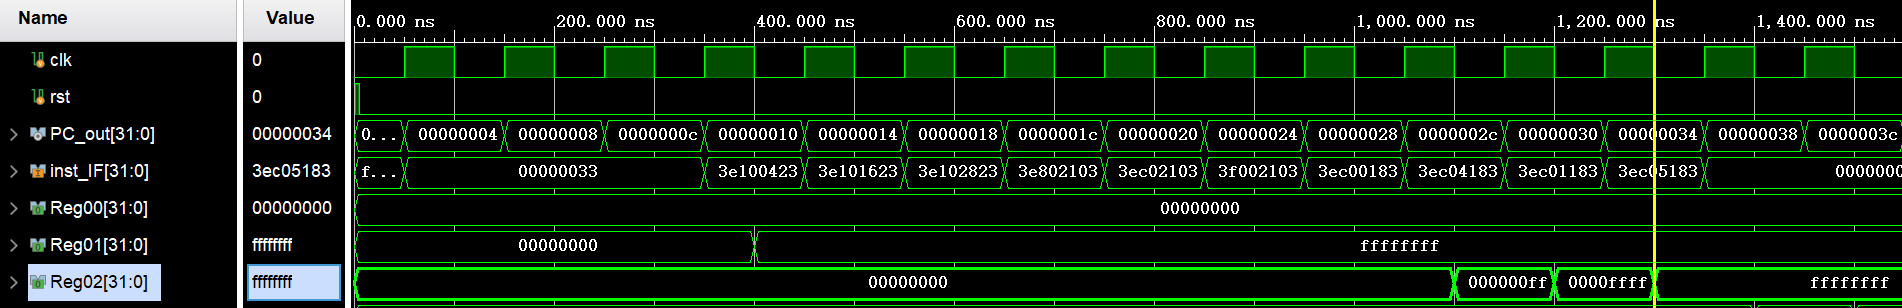 Name Value 0.000 ns 200.000 ns 400.000 ns 600.000 ns 800.000 ns 1,000.000 ns 1,200.000 ns 1,400.000 ns
clk 0
rst 0
PC_out[31:0] 00000034 0... 00000004 00000008 0000000c 00000010 00000014 00000018 0000001c 00000020 00000024 00000028 0000002c 00000030 00000034 00000038 0000003c
inst_IF[31:0] 3ec05183 f... 00000033 3e100423 3e101623 3e102823 3e802103 3ec02103 3f002103 3ec00183 3ec04183 3ec01183 3ec05183 0000000
Reg00[31:0] 00000000 00000000
Reg01[31:0] ffffffff 00000000 ffffffff
Reg02[31:0] ffffffff 00000000 000000ff 0000ffff ffffffff